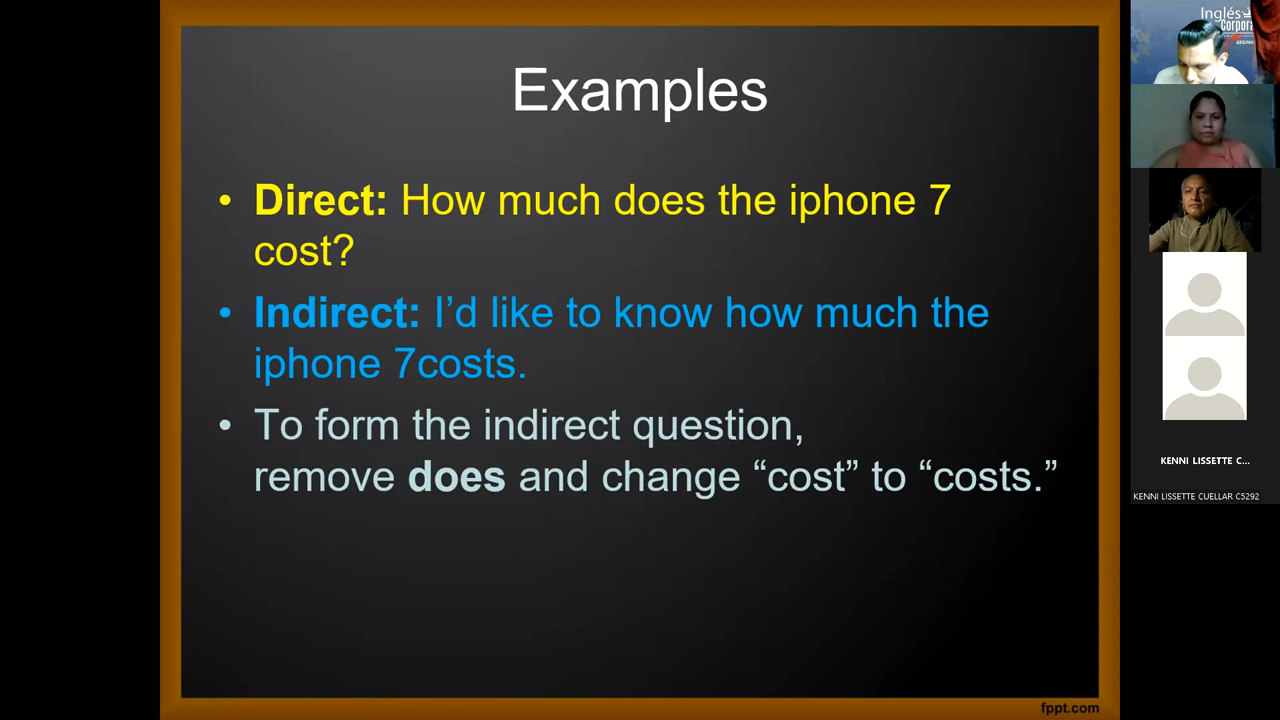 Examples
• Direct: How much does the iphone 7
cost?
• Indirect: I’d like to know how much the
iphone 7costs.
• To form the indirect question,
remove does and change “cost” to “costs.”
fppt.com
Inglés
Corpora
KENNI LISSETTE C...
KENNI LISSETTE CUELLAR C5292